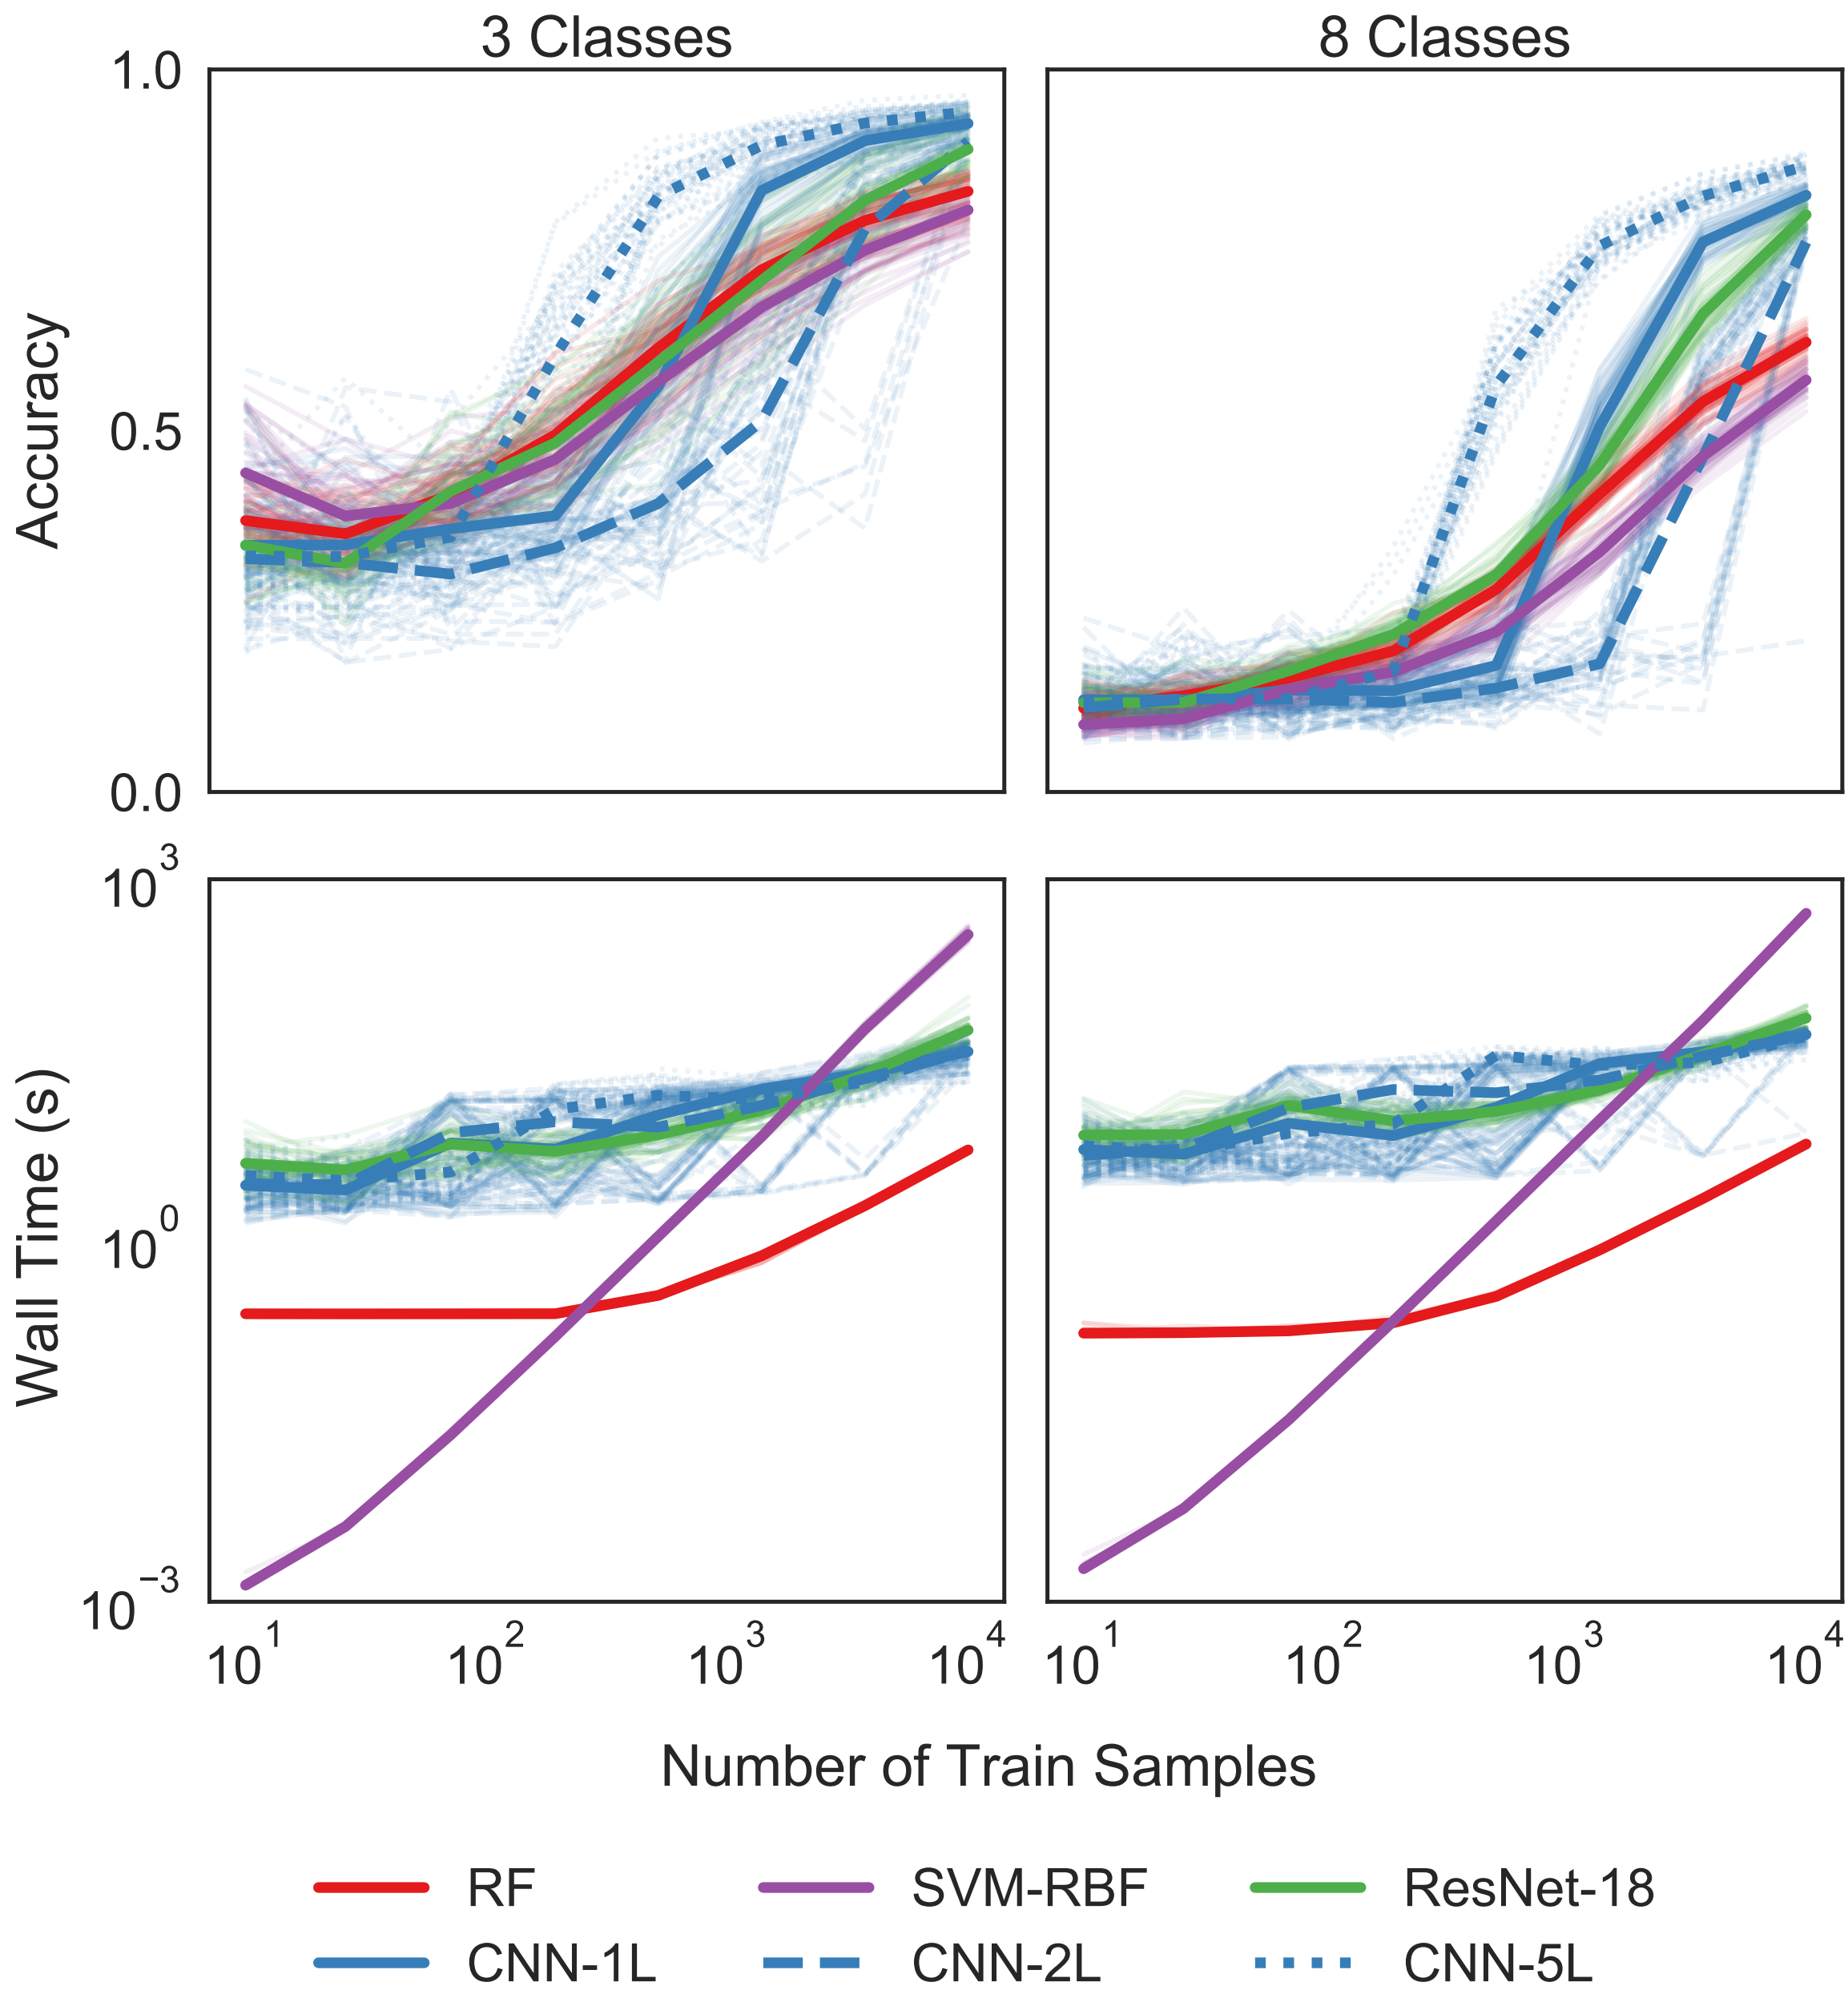 3 Classes 8 Classes
1.0
0.5
0.0
Accuracy
10^3
10^0
10^-3
Wall Time (s)
10^1 10^2 10^3 10^4 10^1 10^2 10^3 10^4
Number of Train Samples
RF SVM-RBF ResNet-18
CNN-1L CNN-2L CNN-5L